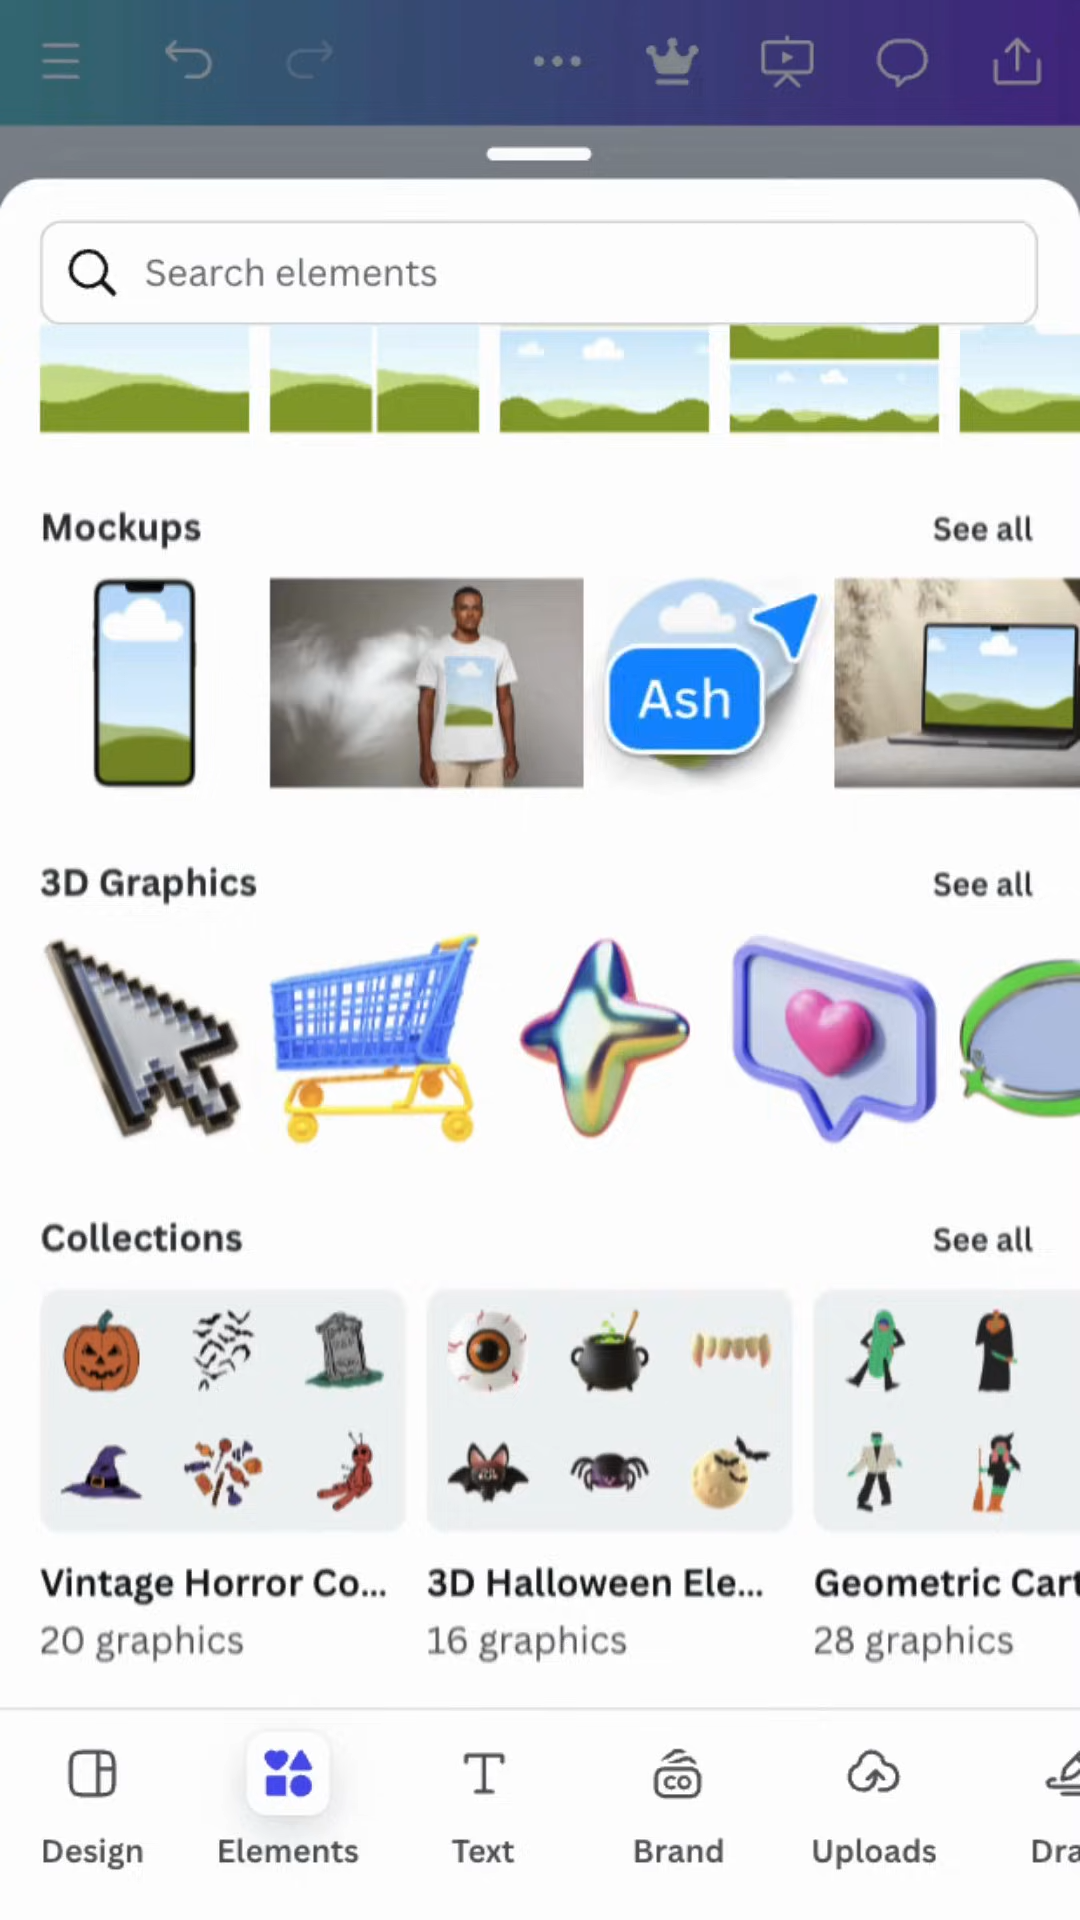 Search elements
Mockups
See all
Ash
3D Graphics
See all
Collections
See all
Vintage Horror Co...
3D Halloween Ele...
Geometric Cart
20 graphics
16 graphics
28 graphics
CO
Design
Elements
Text
Brand
Uploads
Dra